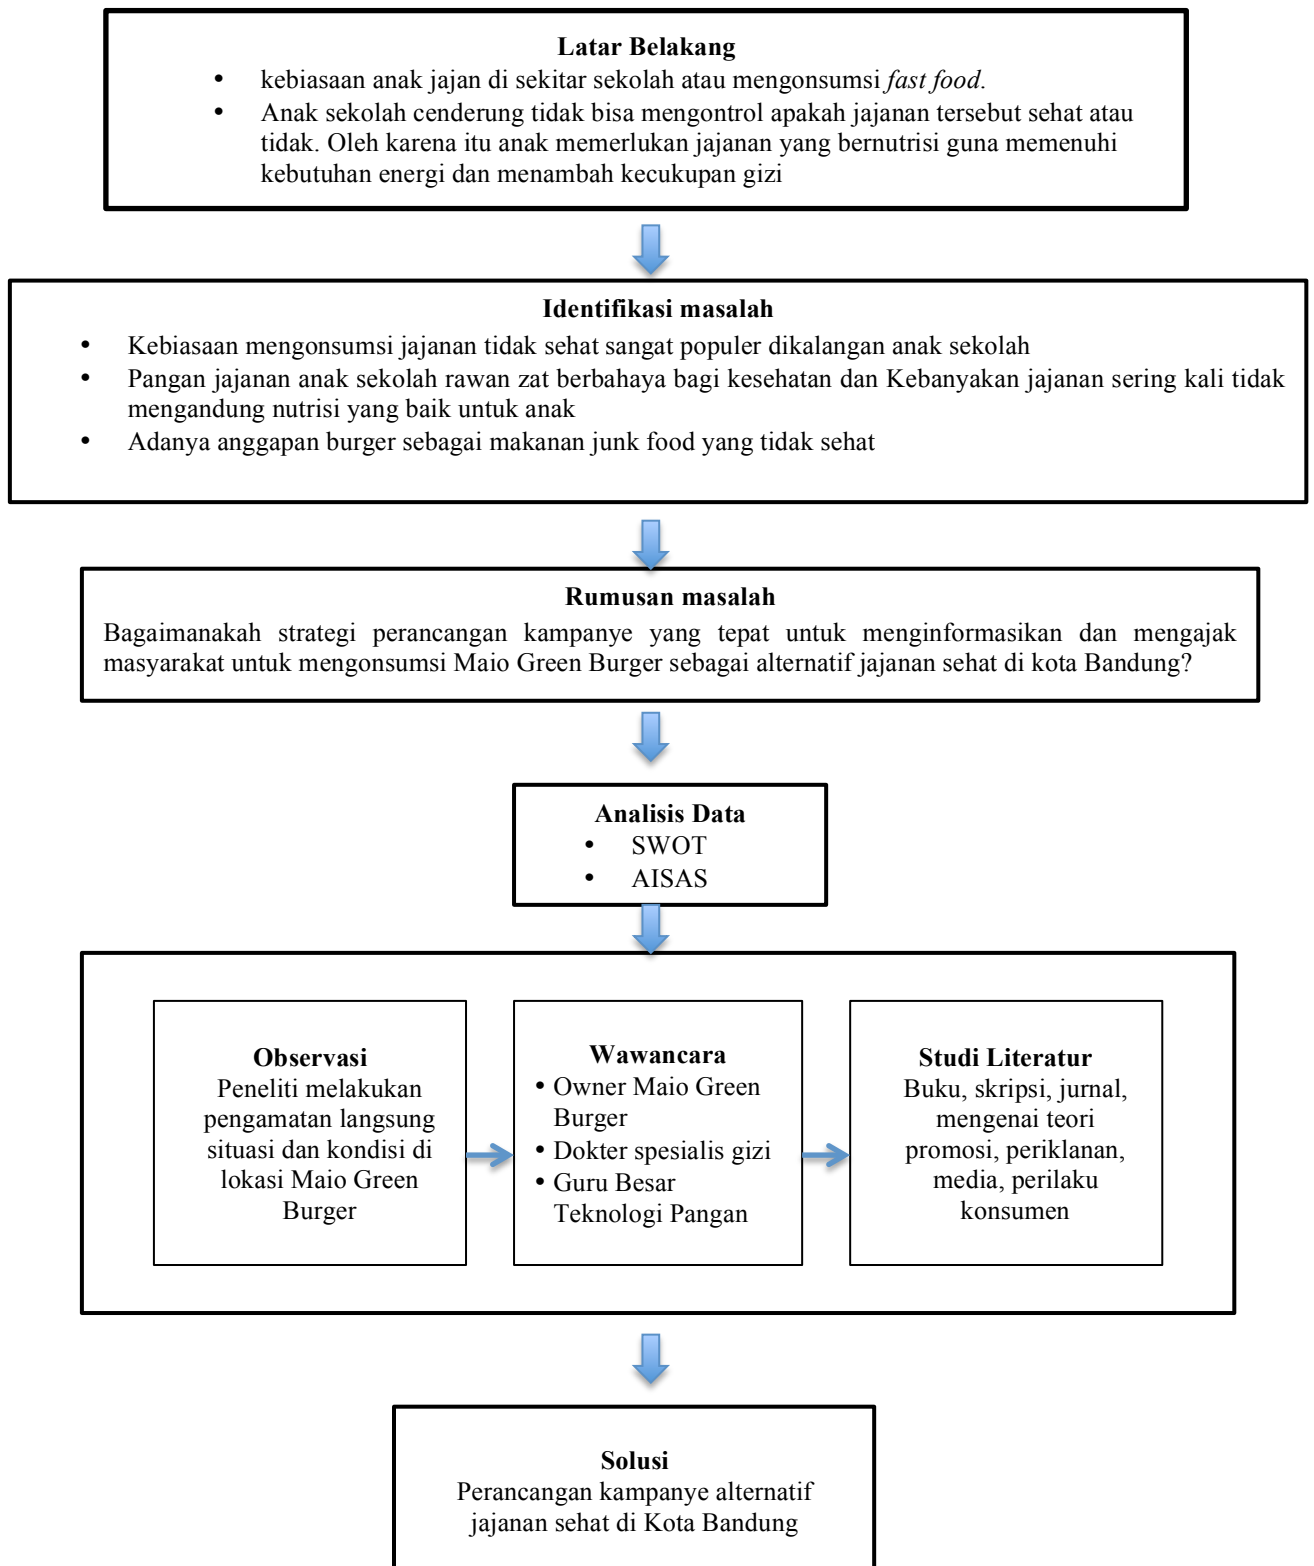 Latar Belakang
• kebiasaan anak jajan di sekitar sekolah atau mengonsumsi fast food.
• Anak sekolah cenderung tidak bisa mengontrol apakah jajanan tersebut sehat atau
tidak. Oleh karena itu anak memerlukan jajanan yang bernutrisi guna memenuhi
kebutuhan energi dan menambah kecukupan gizi
Identifikasi masalah
• Kebiasaan mengonsumsi jajanan tidak sehat sangat populer dikalangan anak sekolah
• Pangan jajanan anak sekolah rawan zat berbahaya bagi kesehatan dan Kebanyakan jajanan sering kali tidak
mengandung nutrisi yang baik untuk anak
• Adanya anggapan burger sebagai makanan junk food yang tidak sehat
Rumusan masalah
Bagaimanakah strategi perancangan kampanye yang tepat untuk menginformasikan dan mengajak
masyarakat untuk mengonsumsi Maio Green Burger sebagai alternatif jajanan sehat di kota Bandung?
Analisis Data
• SWOT
• AISAS
Observasi
Peneliti melakukan
pengamatan langsung
situasi dan kondisi di
lokasi Maio Green
Burger
Wawancara
• Owner Maio Green
Burger
• Dokter spesialis gizi
• Guru Besar
Teknologi Pangan
Studi Literatur
Buku, skripsi, jurnal,
mengenai teori
promosi, periklanan,
media, perilaku
konsumen
Solusi
Perancangan kampanye alternatif
jajanan sehat di Kota Bandung